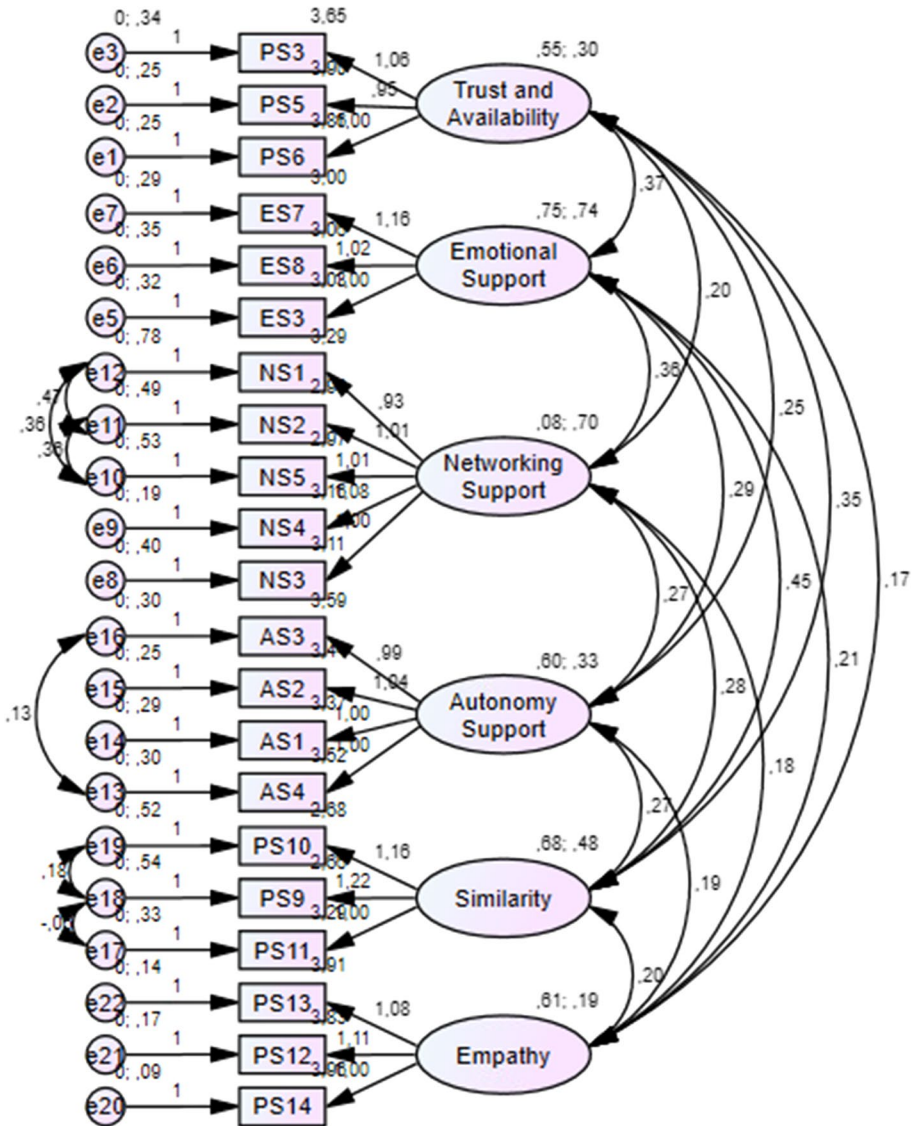 0; ,34
3,65
e3
1
PS3
1,06
,55; ,30
Trust and
Availability
0; ,25
e2
1
PS5
,95
0; ,25
e1
1
PS6
0; ,29
3,00
e7
1
ES7
1,16
,37
,75; ,74
Emotional
Support
0; ,35
e6
1
ES8
1,02
0; ,32
e5
1
ES3
,20
0; ,78
3,29
e12
1
NS1
,93
,36
,25
,08; ,70
Networking
Support
,47
,36
0; ,49
e11
1
NS2
1,01
0; ,53
e10
1
NS5
1,01
,29
,35
0; ,19
e9
1
NS4
0; ,40
3,11
e8
1
NS3
,27
,45
,17
0; ,30
3,59
e16
1
AS3
,99
,60; ,33
Autonomy
Support
,21
0; ,25
e15
1
AS2
,28
,13
0; ,29
e14
1
AS1
1,00
0; ,30
3,52
e13
1
AS4
,18
,27
0; ,52
2,68
e19
1
PS10
1,16
,68; ,48
Similarity
,18
0; ,54
e18
1
PS9
1,22
,19
0; ,33
e17
1
PS11
0; ,14
3,91
e22
1
PS13
1,08
,20
,61; ,19
Empathy
0; ,17
e21
1
PS12
1,11
0; ,09
e20
1
PS14